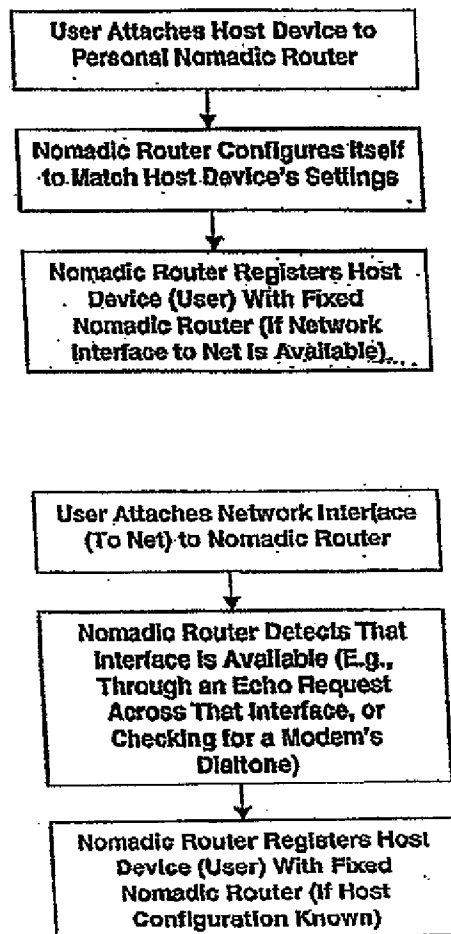 User Attaches Host Device to
Personal Nomadic Router
Nomadic Router Configures Itself
to Match Host Device's Settings
Nomadic Router Registers Host
Device (User) With Fixed
Nomadic Router (If Network
Interface to Net Is Available)
User Attaches Network Interface
(To Net) to Nomadic Router
Nomadic Router Detects That
Interface Is Available (E.g.,
Through an Echo Request
Across That Interface, or
Checking for a Modem's
Dialtone)
Nomadic Router Registers Host
Device (User) With Fixed
Nomadic Router (If Host
Configuration Known)